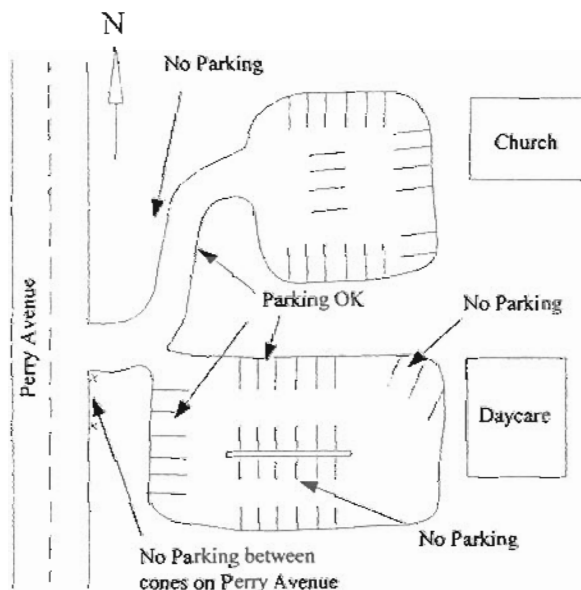 N
No Parking
Church
Perry Avenue
Parking OK
No Parking
Daycare
No Parking
No Parking between
cones on Perry Avenue